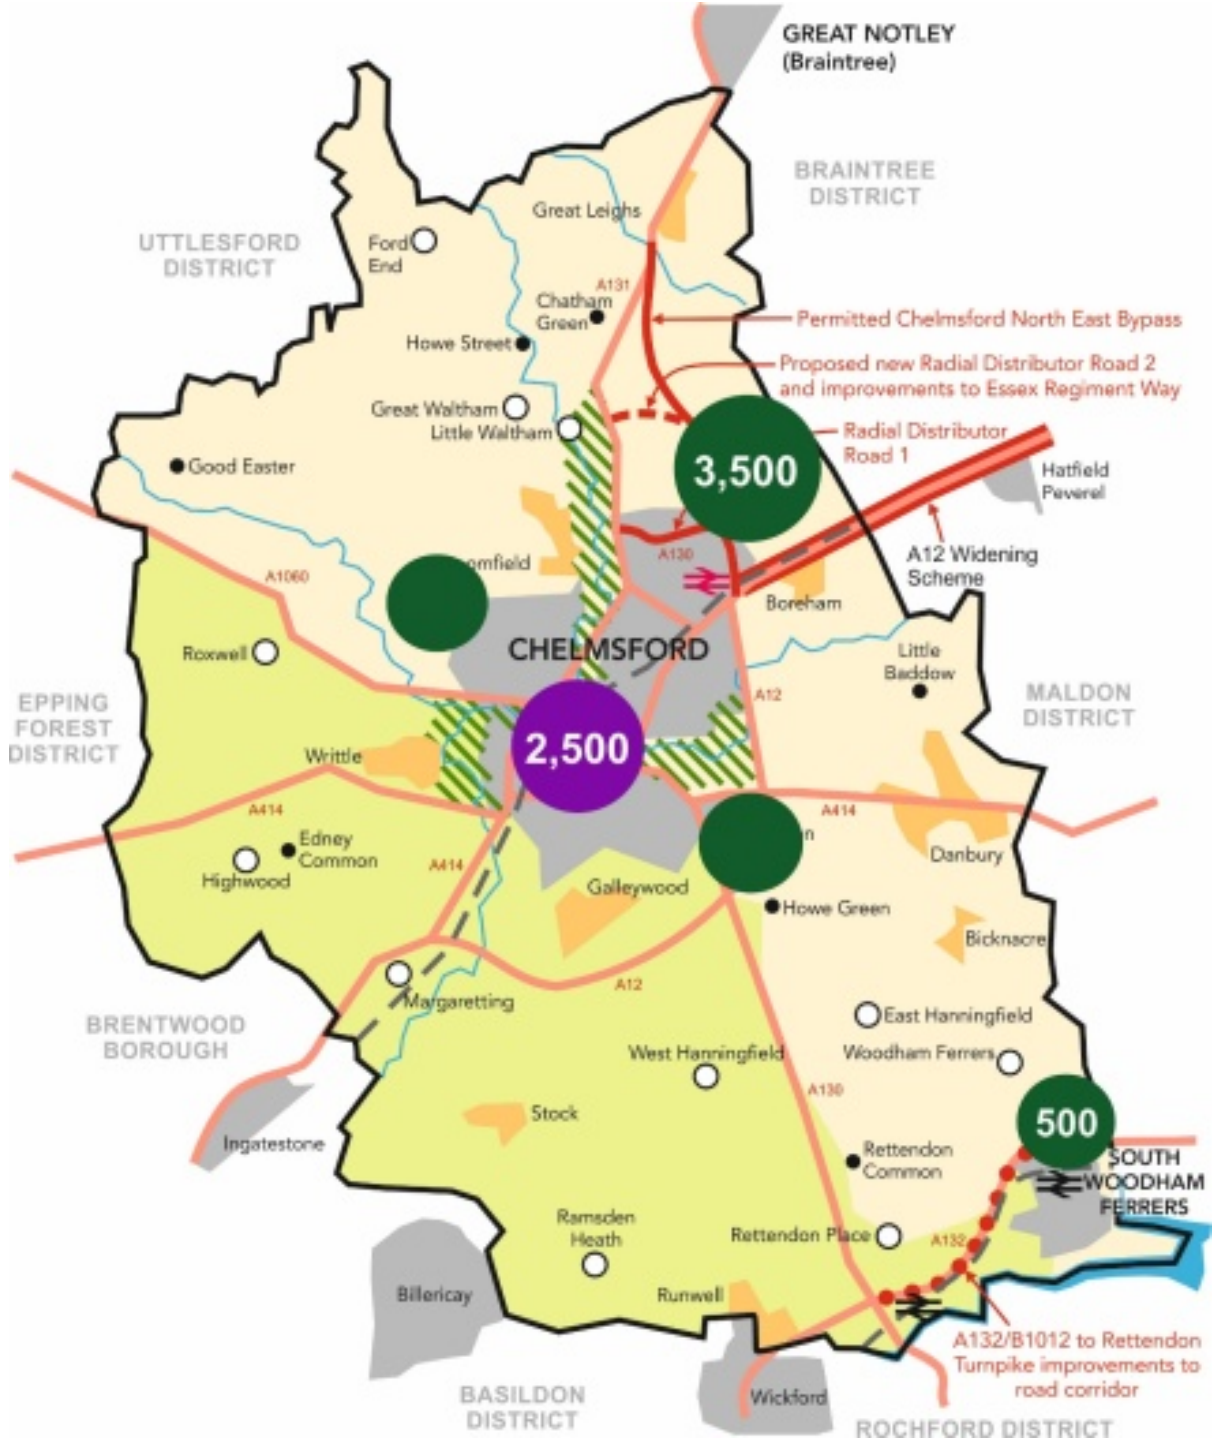 GREAT NOTLEY
(Braintree)
BRAINTREE
DISTRICT
UTTLESFORD
DISTRICT
Great Leighs
Ford
End
A131
Chatham
Green
Howe Street
Permitted Chelmsford North East Bypass
Proposed new Radial Distributor Road 2
and improvements to Essex Regiment Way
Great Waltham
Little Waltham
Radial Distributor
Road 1
Good Easter
3,500
Hatfield
Peverel
A130
A12 Widening
Scheme
omfield
A1060
Boreham
CHELMSFORD
Roxwell
Little
Baddow
EPPING
FOREST
DISTRICT
A12
MALDON
DISTRICT
Writtle
2,500
A414
A414
n
Edney
Common
A414
Highwood
Danbury
Galleywood
Howe Green
Bicknacre
A12
Margaretting
East Hanningfield
BRENTWOOD
BOROUGH
West Hanningfield
Woodham Ferrers
A130
Stock
500
Ingatestone
Rettendon
Common
SOUTH
WOODHAM
FERRERS
Ramsden
Heath
Rettendon Place
A132
Billericay
Runwell
A132/B1012 to Rettendon
Turnpike improvements to
road corridor
BASILDON
DISTRICT
Wickford
ROCHFORD DISTRICT